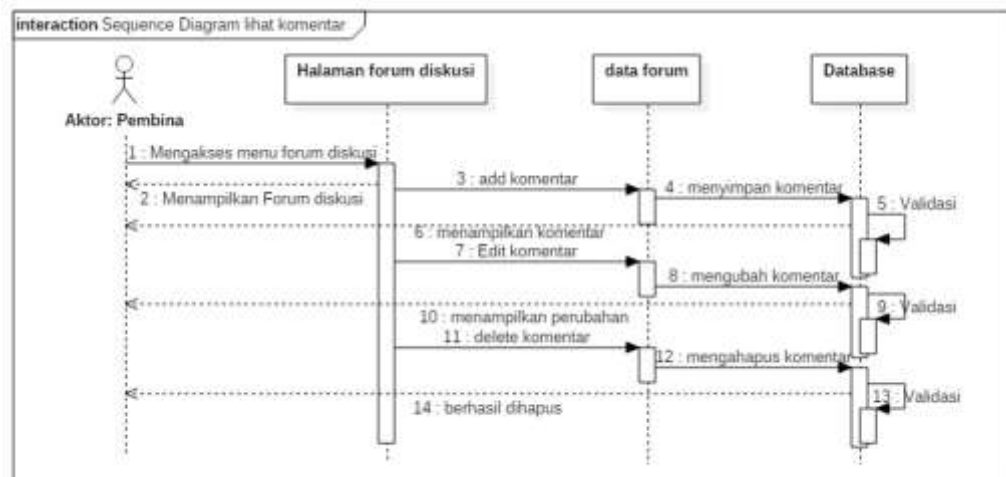 interaction Sequence Diagram lihat komentar
Halaman forum diskusi
data forum
Database
Aktor: Pembina
1 : Mengakses menu forum diskusi
2 : Menampilkan Forum diskusi
3 : add komentar
4 : menyimpan komentar
5 : Validasi
6 : menampilkan komentar
7 : Edit komentar
8 : mengubah komentar
9 : Validasi
10 : menampilkan perubahan
11 : delete komentar
12 : mengahapus komentar
13 : Validasi
14 : berhasil dihapus